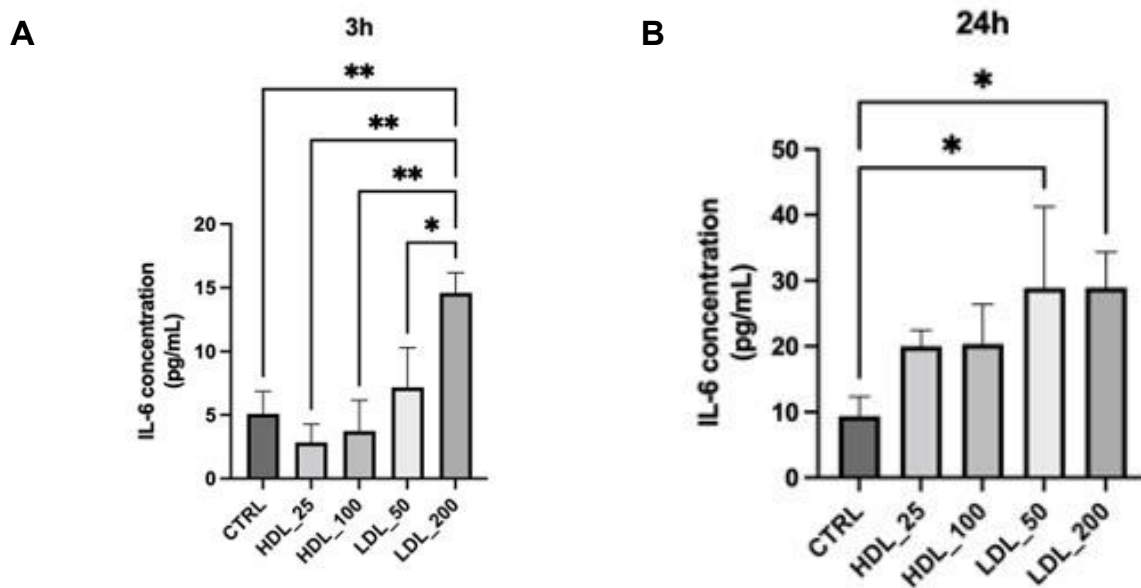 A
3h
**
**
**
*
IL-6 concentration
(pg/mL)
20
15
10
5
0
CTRL
HDL_25
HDL_100
LDL_50
LDL_200
B
24h
*
*
IL-6 concentration
(pg/mL)
50
40
30
20
10
0
CTRL
HDL_25
HDL_100
LDL_50
LDL_200